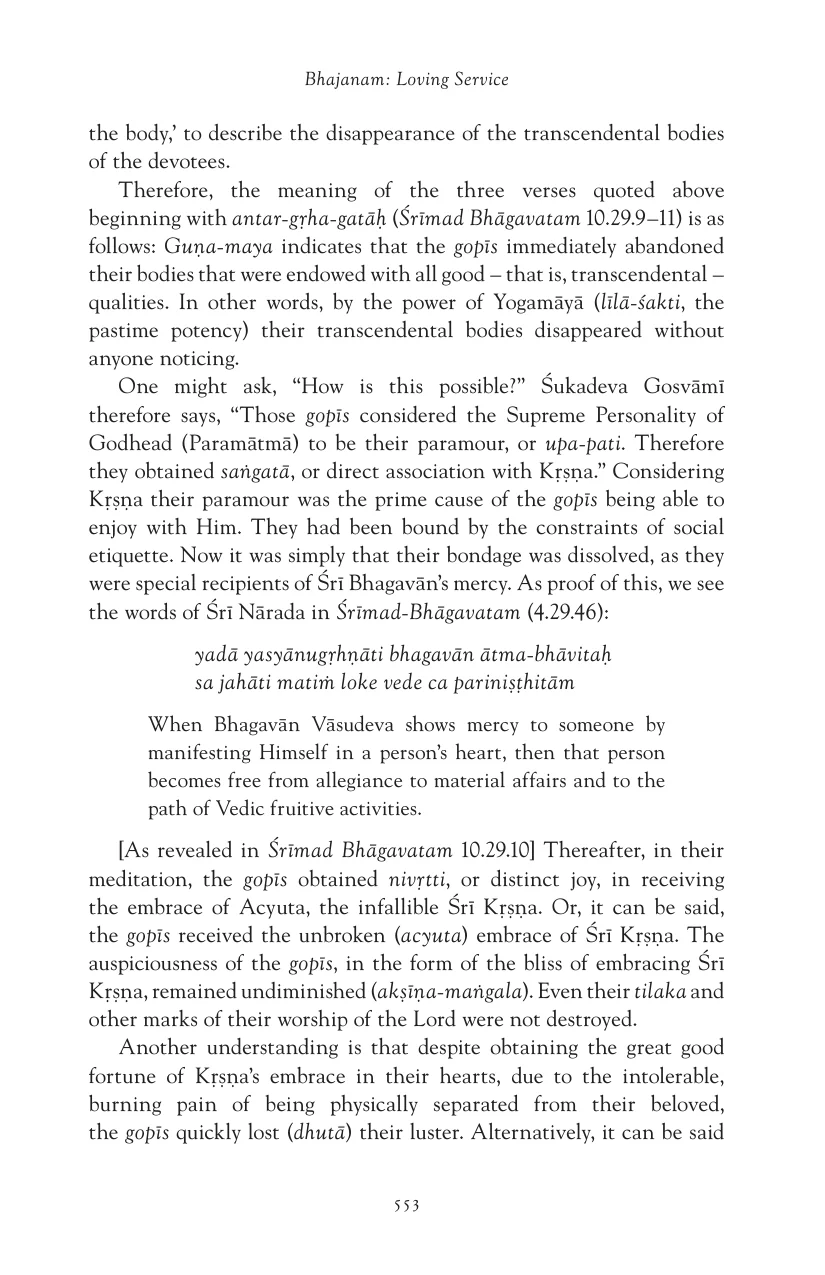 Bhajanam: Loving Service
the body,’ to describe the disappearance of the transcendental bodies
of the devotees.
Therefore, the meaning of the three verses quoted above
beginning with antar-gṛha-gatāḥ (Śrīmad Bhāgavatam 10.29.9–11) is as
follows: Guṇa-maya indicates that the gopīs immediately abandoned
their bodies that were endowed with all good – that is, transcendental –
qualities. In other words, by the power of Yogamāyā (līlā-śakti, the
pastime potency) their transcendental bodies disappeared without
anyone noticing.
One might ask, “How is this possible?” Śukadeva Gosvāmī
therefore says, “Those gopīs considered the Supreme Personality of
Godhead (Paramātmā) to be their paramour, or upa-pati. Therefore
they obtained saṅgatā, or direct association with Kṛṣṇa.” Considering
Kṛṣṇa their paramour was the prime cause of the gopīs being able to
enjoy with Him. They had been bound by the constraints of social
etiquette. Now it was simply that their bondage was dissolved, as they
were special recipients of Śrī Bhagavān’s mercy. As proof of this, we see
the words of Śrī Nārada in Śrīmad-Bhāgavatam (4.29.46):
yadā yasyānugṛhṇāti bhagavān ātma-bhāvitaḥ
sa jahāti matiṁ loke vede ca pariniṣṭhitām
When Bhagavān Vāsudeva shows mercy to someone by
manifesting Himself in a person’s heart, then that person
becomes free from allegiance to material affairs and to the
path of Vedic fruitive activities.
[As revealed in Śrīmad Bhāgavatam 10.29.10] Thereafter, in their
meditation, the gopīs obtained nivṛtti, or distinct joy, in receiving
the embrace of Acyuta, the infallible Śrī Kṛṣṇa. Or, it can be said,
the gopīs received the unbroken (acyuta) embrace of Śrī Kṛṣṇa. The
auspiciousness of the gopīs, in the form of the bliss of embracing Śrī
Kṛṣṇa, remained undiminished (akṣīṇa-maṅgala). Even their tilaka and
other marks of their worship of the Lord were not destroyed.
Another understanding is that despite obtaining the great good
fortune of Kṛṣṇa’s embrace in their hearts, due to the intolerable,
burning pain of being physically separated from their beloved,
the gopīs quickly lost (dhutā) their luster. Alternatively, it can be said
553